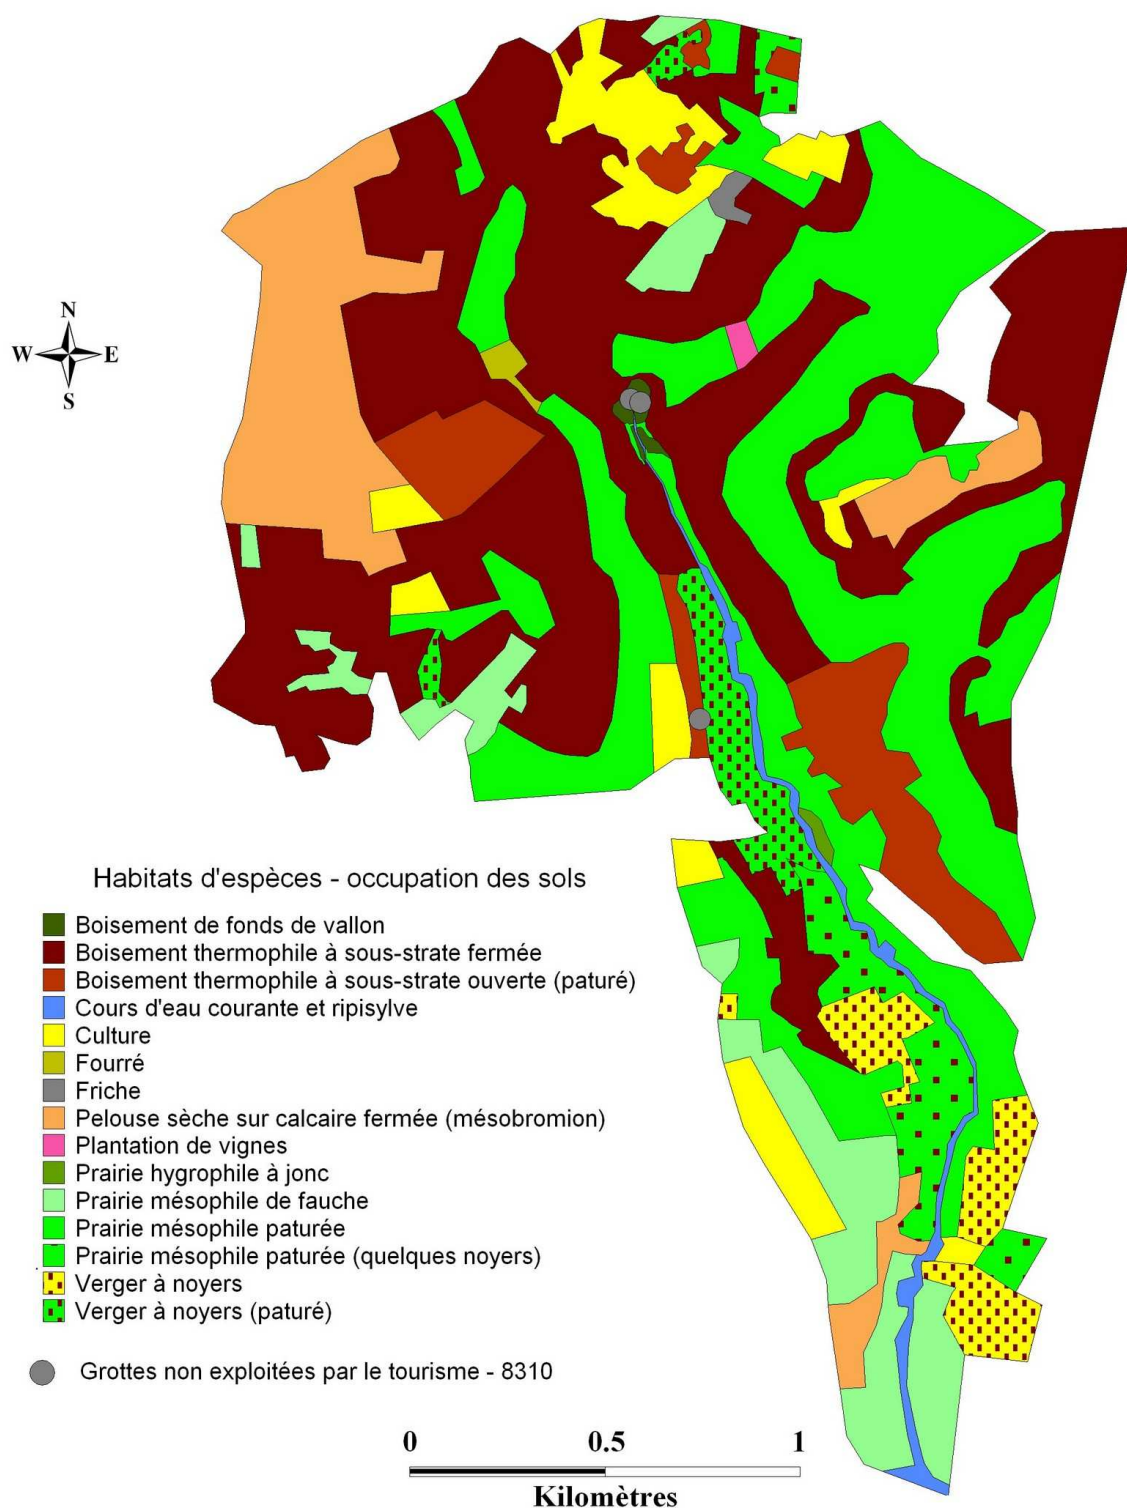 N
W E
S
Habitats d'espèces - occupation des sols
Boisement de fonds de vallon
Boisement thermophile à sous-strate fermée
Boisement thermophile à sous-strate ouverte (paturé)
Cours d'eau courante et ripisylve
Culture
Fourré
Friche
Pelouse sèche sur calcaire fermée (mésobromion)
Plantation de vignes
Prairie hygrophile à jonc
Prairie mésophile de fauche
Prairie mésophile paturée
Prairie mésophile paturée (quelques noyers)
Verger à noyers
Verger à noyers (paturé)
Grottes non exploitées par le tourisme - 8310
0 0.5 1
Kilomètres